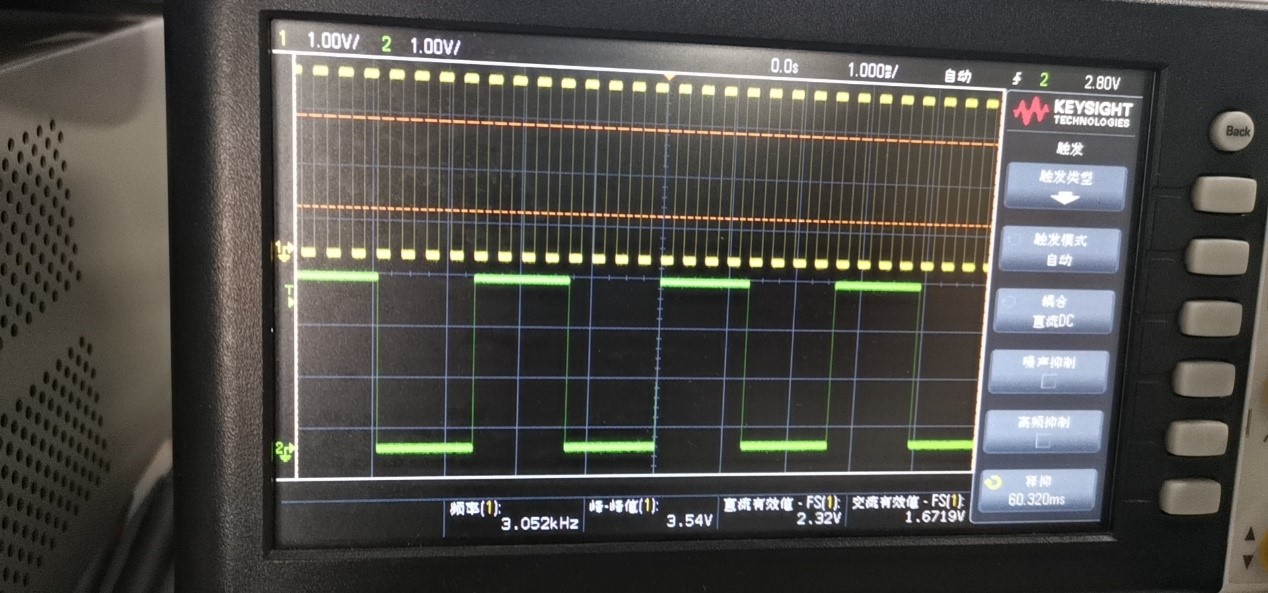 1 1.00V/ 2 1.00V/ 0.0s 1.000ms/ 自动 2 2.80V
KEYSIGHT
TECHNOLOGIES
触发
触发类型
触发模式
自动
耦合
直流DC
噪声抑制
高频抑制
释抑
60.320ms
频率(1):
3.052kHz
峰-峰值(1):
3.54V
直流有效值 - FS(1):
2.32V
交流有效值 - FS(1):
1.6719V
1
T
2
Back